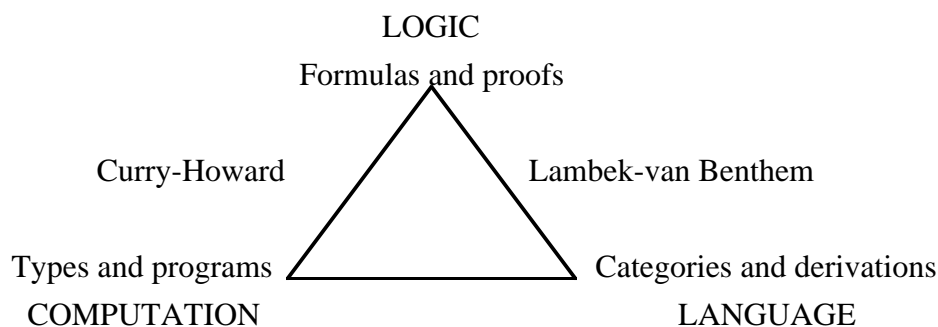 LOGIC
Formulas and proofs
Curry-Howard
Lambek-van Benthem
Types and programs
Categories and derivations
COMPUTATION
LANGUAGE